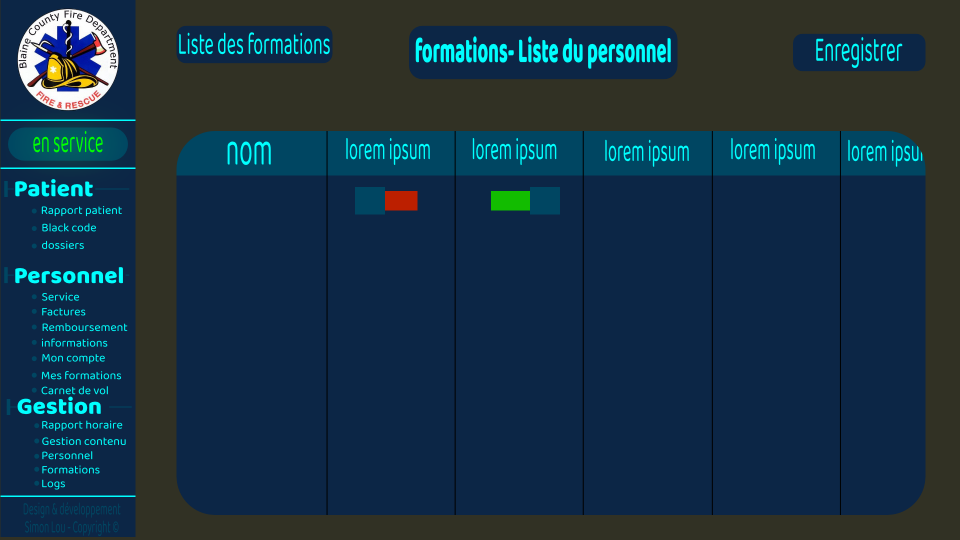 Blaine County Fire Department
FIRE & RESCUE
en service
Patient
Rapport patient
Black code
dossiers
Personnel
Service
Factures
Remboursement
informations
Mon compte
Mes formations
Carnet de vol
Gestion
Rapport horaire
Gestion contenu
Personnel
Formations
Logs
Design & développement
Simon Lou - Copyright ©
Liste des formations
formations- Liste du personnel
Enregistrer
nom
lorem ipsum
lorem ipsum
lorem ipsum
lorem ipsum
lorem ipsu